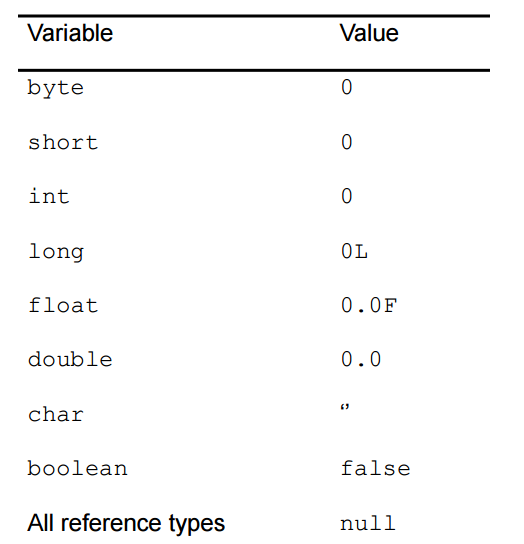 Variable Value
byte 0
short 0
int 0
long 0L
float 0.0F
double 0.0
char ‘’
boolean false
All reference types null